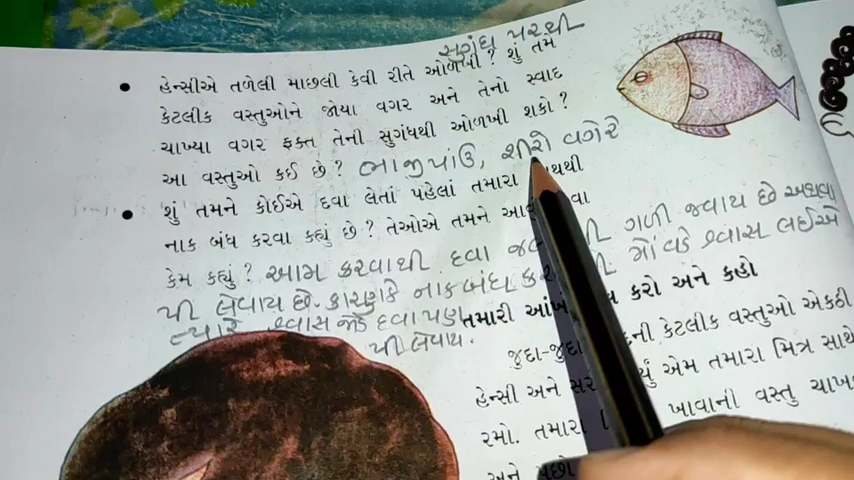 સુગંધ પરથી
હેન્સીએ તળેલી માછલી કેવી રીતે ઓળખી ? શું તમે
કેટલીક વસ્તુઓને જોયા વગર અને તેનો સ્વાદ
ચાખ્યા વગર ફક્ત તેની સુગંધથી ઓળખી શકો ?
આ વસ્તુઓ કઈ છે ? ભાજીપાંઉ, શીરો વગેરે
શું તમને કોઈએ દવા લેતાં પહેલાં તમારા
નાક બંધ કરવા કહ્યું છે ? તેઓએ તમને
કેમ કહ્યું ? આમ કરવાથી દવા ગળી જવાય છે અથવા
પી લેવાય છે. કારણકે નાક બંધ મોં વડે શ્વાસ લઈએ
ત્યારે શ્વાસ જોડે દવા પણ
પી લેવાય.
તમારી કરો અને કહો
જુદા-જુદા કેટલીક વસ્તુઓ એકઠી
હેન્સી અને એમ તમારા મિત્ર સાથે
રમો. તમારા ખાવાની વસ્તુ
અને